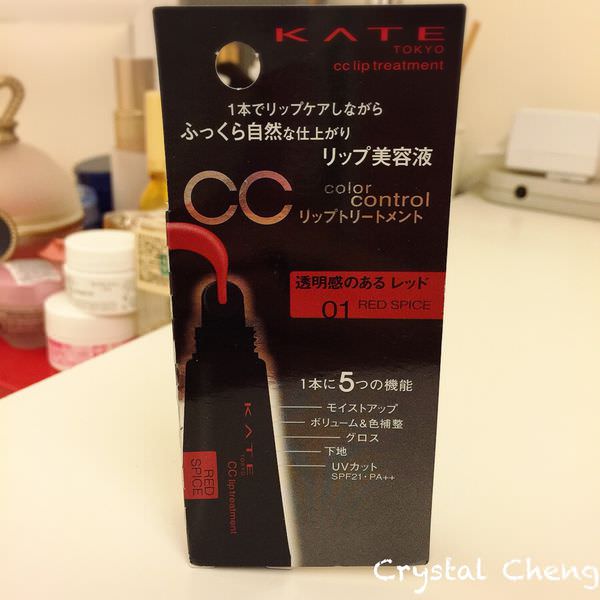 KATE
TOKYO
cc lip treatment
1本でリップケアしながら
ふっくら自然な仕上がり
リップ美容液
CC color control
リップトリートメント
透明感のあるレッド
01 RED SPICE
1本に5つの機能
モイストアップ
ボリューム&色補整
グロス
下地
UVカット
SPF21・PA++
KATE
TOKYO
CC lip treatment
RED SPICE
Crystal Cheng